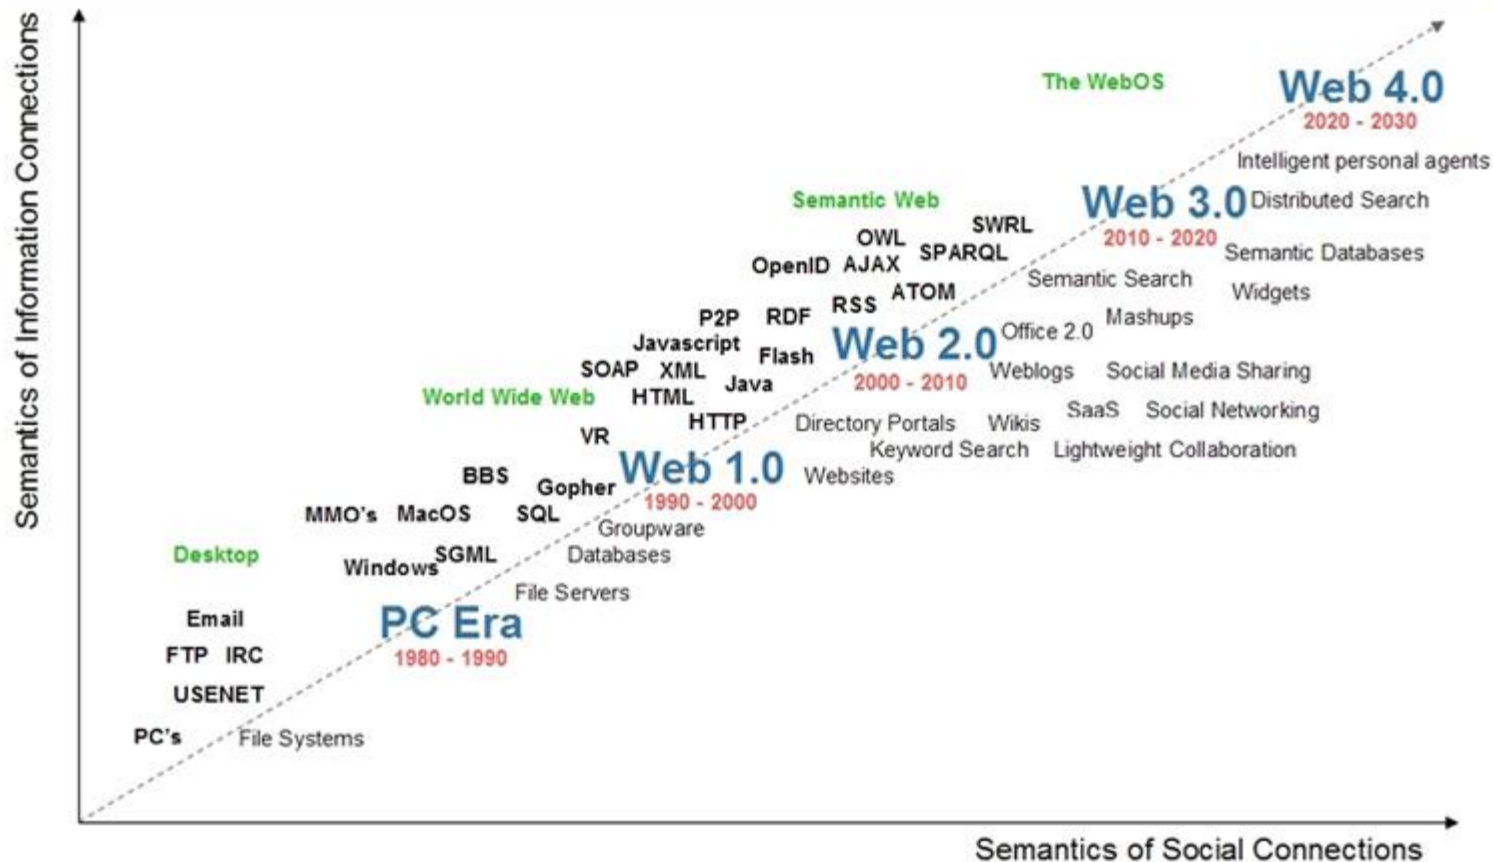 Semantics of Information Connections
The WebOS
Web 4.0
2020 - 2030
Intelligent personal agents
Semantic Web
Web 3.0
Distributed Search
2010 - 2020
SWRL
OWL
SPARQL
Semantic Databases
OpenID
AJAX
Semantic Search
Widgets
ATOM
RSS
P2P
RDF
Mashups
Javascript
Flash
Web 2.0
Office 2.0
2000 - 2010
SOAP
XML
Java
Weblogs
Social Media Sharing
World Wide Web
HTML
HTTP
Directory Portals
Wikis
SaaS
Social Networking
VR
Keyword Search
Lightweight Collaboration
BBS
Gopher
Web 1.0
Websites
1990 - 2000
MMO's
MacOS
SQL
Groupware
Desktop
Windows
SGML
Databases
File Servers
Email
PC Era
1980 - 1990
FTP
IRC
USENET
PC's
File Systems
Semantics of Social Connections